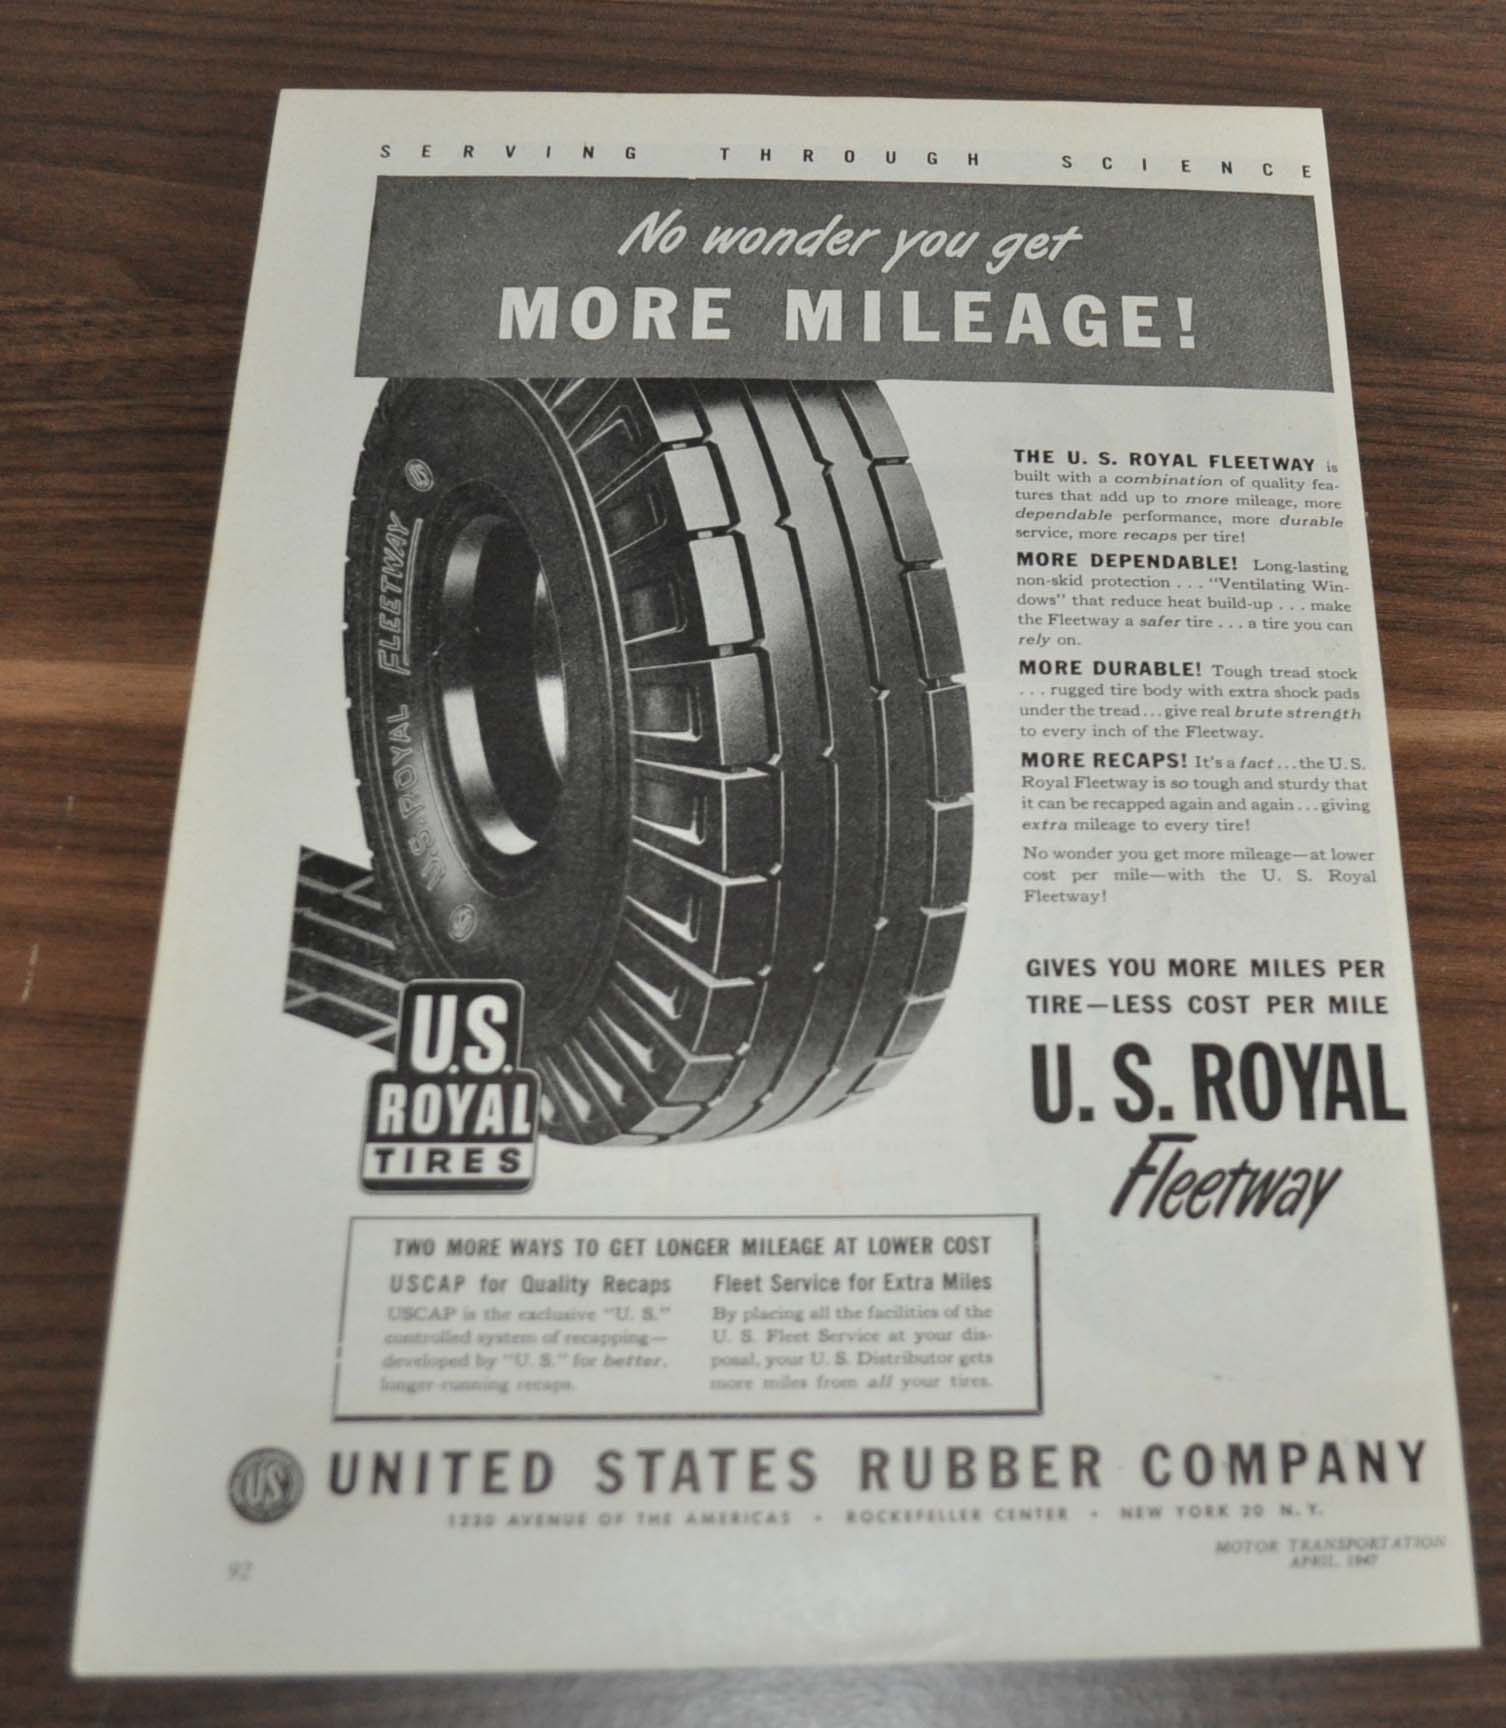 SERVING THROUGH SCIENCE
No wonder you get
MORE MILEAGE!
THE U. S. ROYAL FLEETWAY is
built with a combination of quality fea-
tures that add up to more mileage, more
dependable performance, more durable
service, more recaps per tire!
MORE DEPENDABLE! Long-lasting
non-skid protection . . . "Ventilating Win-
dows" that reduce heat build-up . . . make
the Fleetway a safer tire . . . a tire you can
rely on.
MORE DURABLE! Tough tread stock
. . . rugged tire body with extra shock pads
under the tread...give real brute strength
to every inch of the Fleetway.
MORE RECAPS! It's a fact...the U.S.
Royal Fleetway is so tough and sturdy that
it can be recapped again and again...giving
extra mileage to every tire!
No wonder you get more mileage—at lower
cost per mile—with the U. S. Royal
Fleetway!
GIVES YOU MORE MILES PER
TIRE—LESS COST PER MILE
U. S. ROYAL
Fleetway
U.S. ROYAL FLEETWAY
US
US
U.S.
ROYAL
TIRES
TWO MORE WAYS TO GET LONGER MILEAGE AT LOWER COST
USCAP for Quality Recaps
USCAP is the exclusive "U. S."
controlled system of recapping—
developed by "U. S." for better,
longer-running recaps.
Fleet Service for Extra Miles
By placing all the facilities of the
U. S. Fleet Service at your dis-
posal, your U. S. Distributor gets
more miles from all your tires.
US
UNITED STATES RUBBER COMPANY
1230 AVENUE OF THE AMERICAS • ROCKEFELLER CENTER • NEW YORK 20 N. Y.
92
MOTOR TRANSPORTATION
APRIL, 1947